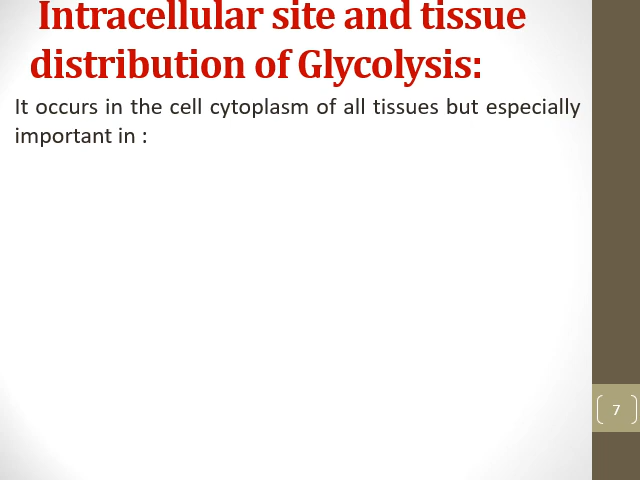 Intracellular site and tissue
distribution of Glycolysis:
It occurs in the cell cytoplasm of all tissues but especially
important in :
7